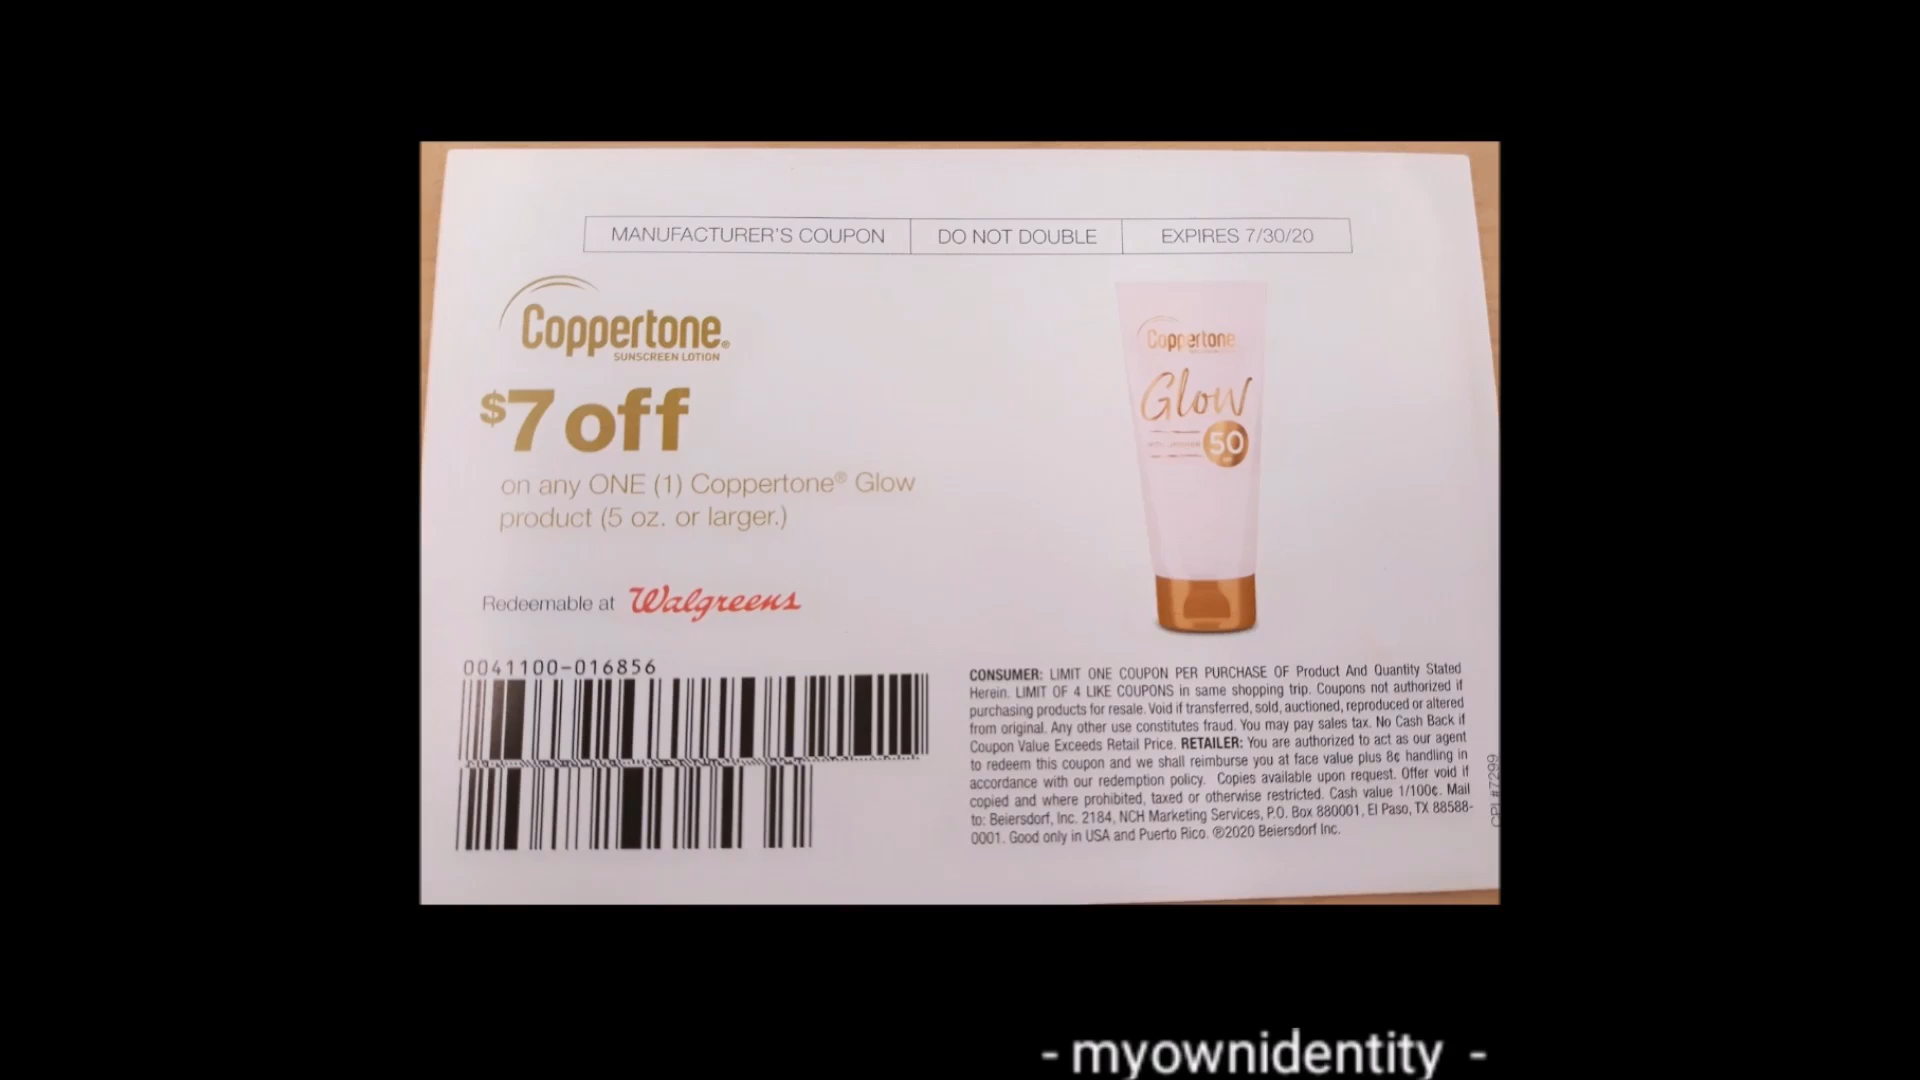 MANUFACTURER'S COUPON DO NOT DOUBLE EXPIRES 7/30/20
Coppertone®
SUNSCREEN LOTION
$7 off
on any ONE (1) Coppertone® Glow
product (5 oz. or larger.)
Redeemable at Walgreens
0041100-016856
Coppertone
Glow
50
CONSUMER: LIMIT ONE COUPON PER PURCHASE OF Product And Quantity Stated
Herein. LIMIT OF 4 LIKE COUPONS in same shopping trip. Coupons not authorized if
purchasing products for resale. Void if transferred, sold, auctioned, reproduced or altered
from original. Any other use constitutes fraud. You may pay sales tax. No Cash Back if
Coupon Value Exceeds Retail Price. RETAILER: You are authorized to act as our agent
to redeem this coupon and we shall reimburse you at face value plus 8¢ handling in
accordance with our redemption policy. Copies available upon request. Offer void if
copied and where prohibited, taxed or otherwise restricted. Cash value 1/100¢. Mail
to: Beiersdorf, Inc. 2184, NCH Marketing Services, P.O. Box 880001, El Paso, TX 88588-
0001. Good only in USA and Puerto Rico. ®2020 Beiersdorf Inc.
CPL#7299
- myownidentity -